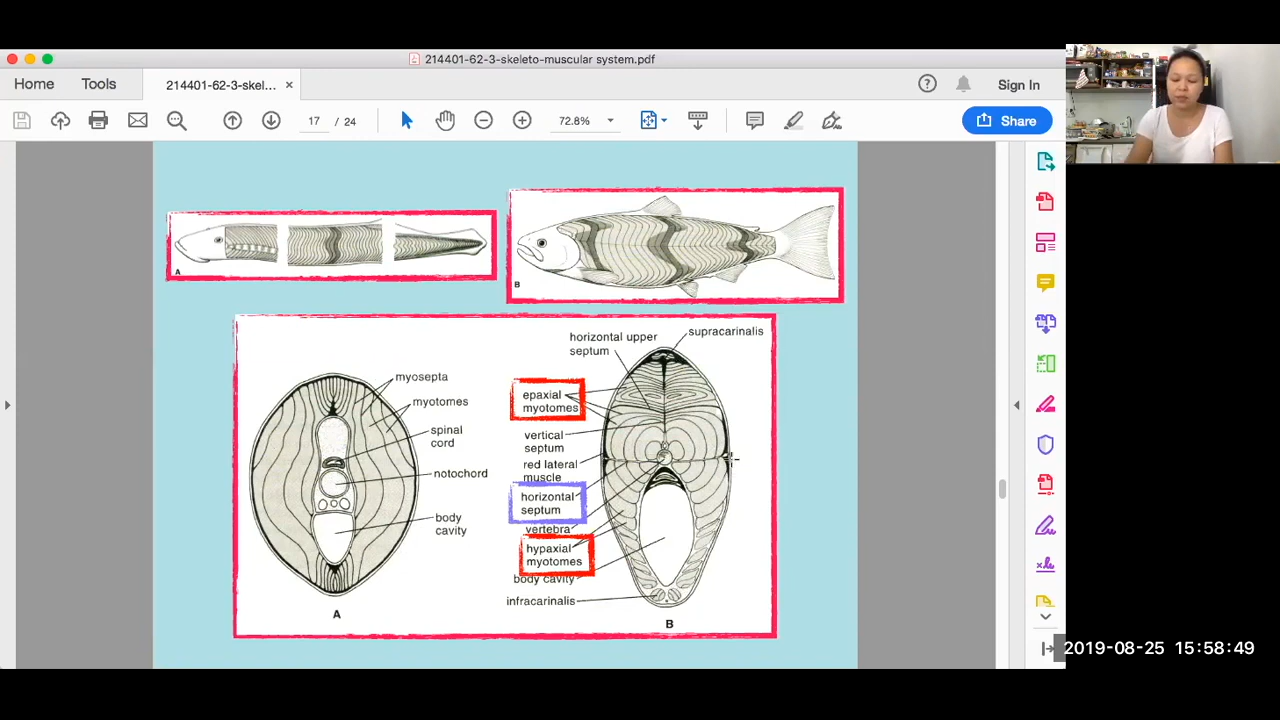 214401-62-3-skeleto-muscular system.pdf
Home
Tools
214401-62-3-skel...
Sign In
17 / 24
72.8%
Share
A
B
horizontal upper
septum
supracarinalis
myosepta
myotomes
spinal
cord
notochord
body
cavity
A
epaxial
myotomes
vertical
septum
red lateral
muscle
horizontal
septum
vertebra
hypaxial
myotomes
body cavity
infracarinalis
B
2019-08-25 15:58:49